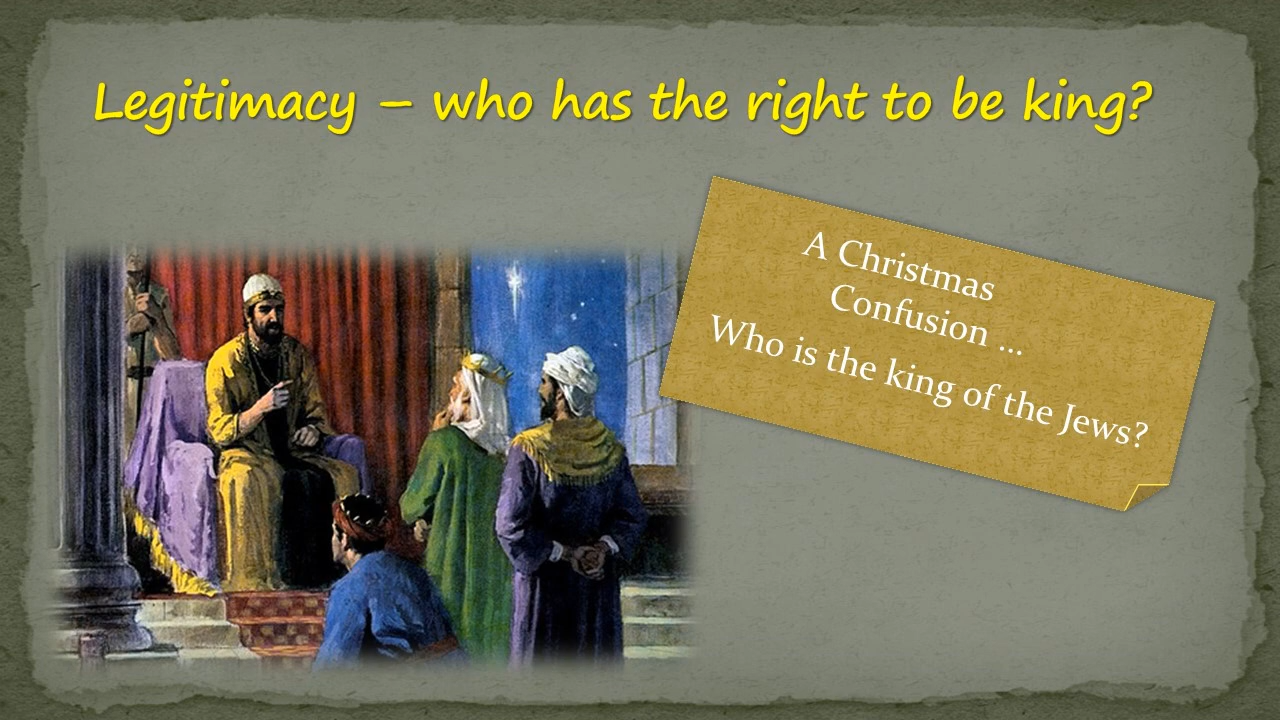 Legitimacy – who has the right to be king?
A Christmas
Confusion ...
Who is the king of the Jews?